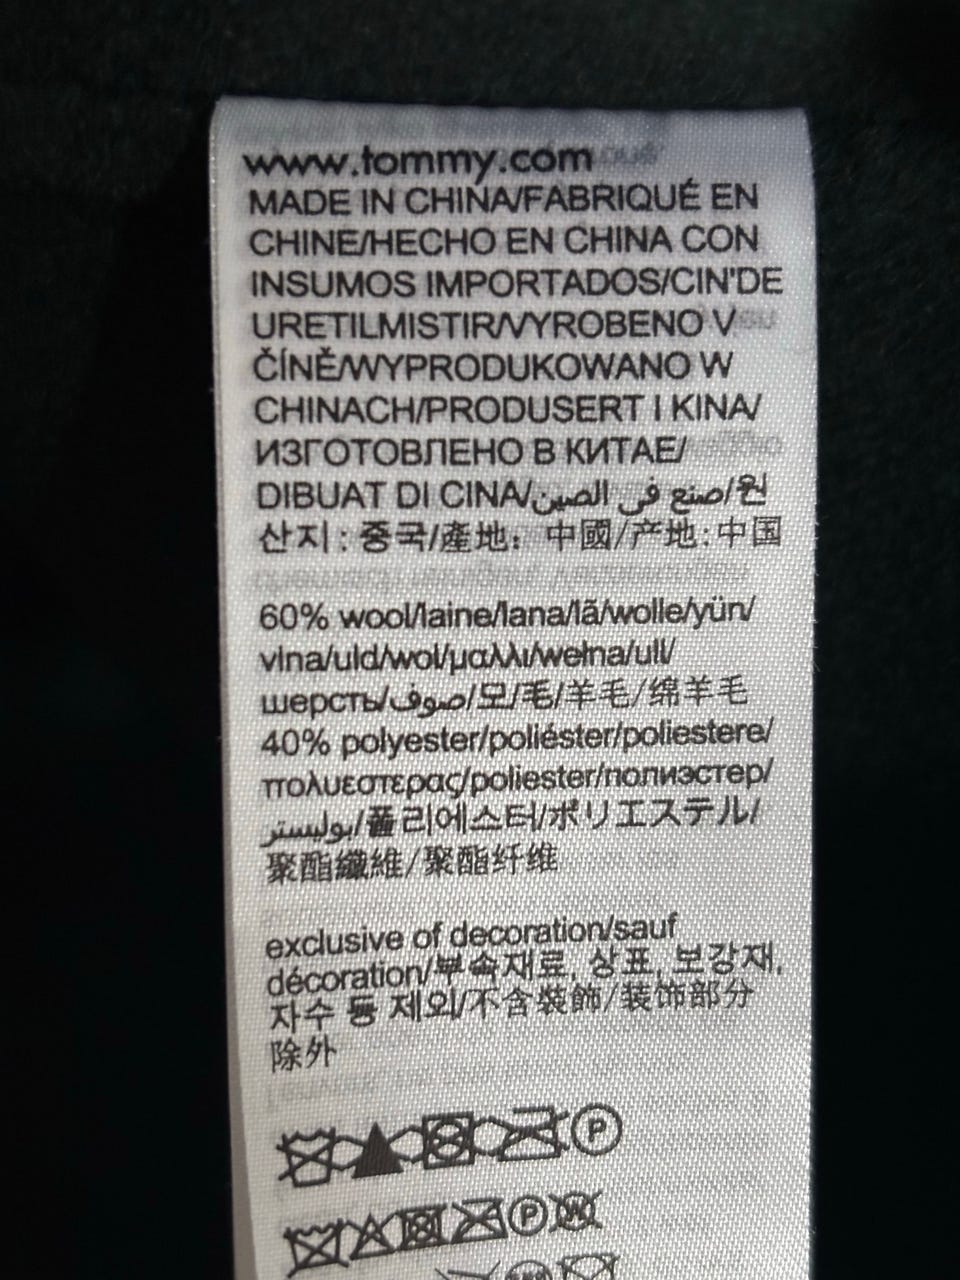 www.tommy.com
MADE IN CHINA/FABRIQUÉ EN
CHINE/HECHO EN CHINA CON
INSUMOS IMPORTADOS/CIN'DE
URETILMISTIR/VYROBENO V
ČÍNĚ/WYPRODUKOWANO W
CHINACH/PRODUSERT I KINA/
ИЗГОТОВЛЕНО В КИТАЕ/
DIBUAT DI CINA/صنع في الصين/원
산지: 중국/產地: 中國/产地:中国
60% wool/laine/lana/lã/wolle/yün/
vlna/uld/wol/μαλλι/wełna/ull/
шерсть/صوف/모/毛/羊毛/绵羊毛
40% polyester/poliéster/poliestere/
πολυεστερας/poliester/полиэстер/
بوليستر/폴리에스터/ポリエステル/
聚酯纖維/聚酯纤维
exclusive of decoration/sauf
décoration/부속재료, 상표, 보강재,
자수 등 제외/不含裝飾/装饰部分
除外
P
P W